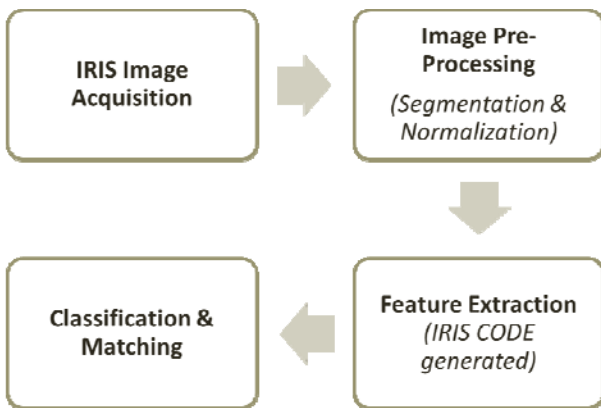 IRIS Image
Acquisition
Image Pre-
Processing
(Segmentation &
Normalization)
Feature Extraction
(IRIS CODE
generated)
Classification &
Matching